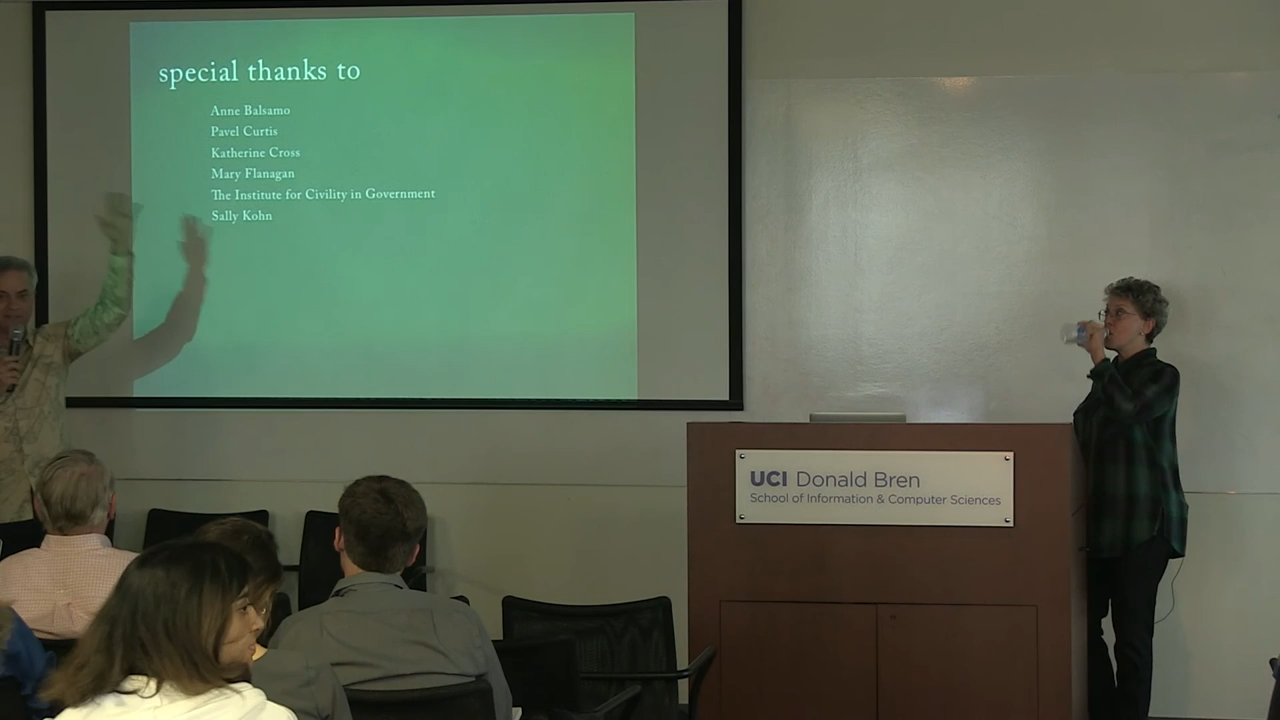 special thanks to
Anne Balsamo
Pavel Curtis
Katherine Cross
Mary Flanagan
The Institute for Civility in Government
Sally Kohn
UCI Donald Bren
School of Information & Computer Sciences